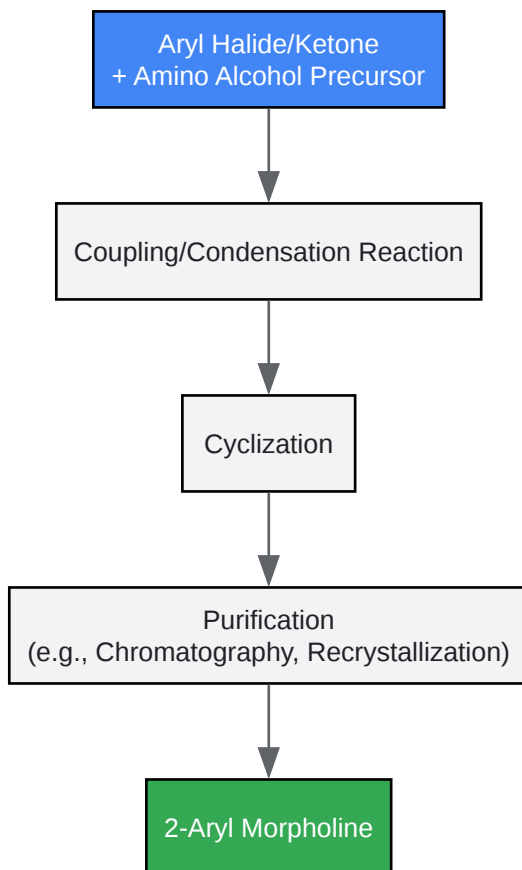 Aryl Halide/Ketone
+ Amino Alcohol Precursor
Coupling/Condensation Reaction
Cyclization
Purification
(e.g., Chromatography, Recrystallization)
2-Aryl Morpholine